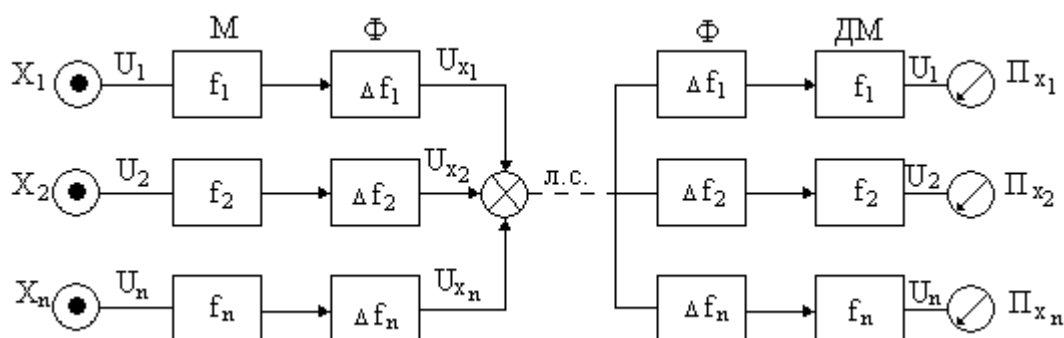 М Ф Ф ДМ
X₁ U₁ f₁ Δf₁ Uₓ₁ Δf₁ f₁ U₁ Пₓ₁
X₂ U₂ f₂ Δf₂ Uₓ₂ л.с. Δf₂ f₂ U₂ Пₓ₂
Xₙ Uₙ fₙ Δfₙ Uₓₙ Δfₙ fₙ Uₙ Пₓₙ